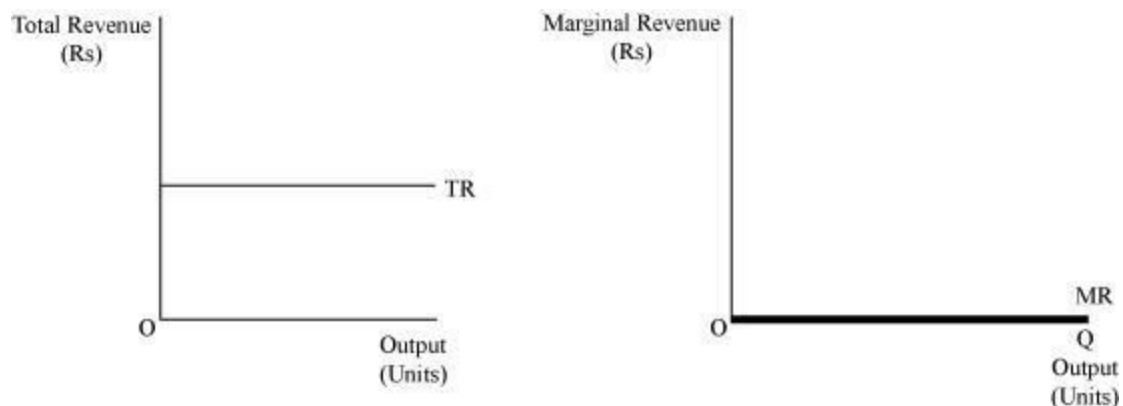 Total Revenue
(Rs)
TR
O
Output
(Units)
Marginal Revenue
(Rs)
MR
O
Q
Output
(Units)